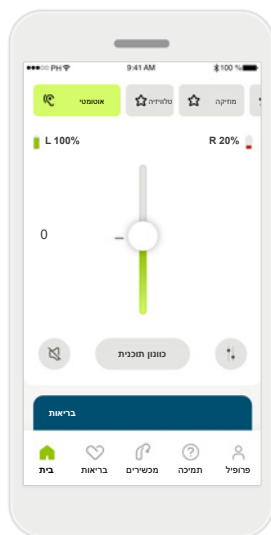 PH 9:41 AM 100 %
אוטומטי טלוויזיה מוזיקה
L 100% R 20%
0
כוונון תוכנית
בריאות
בית בריאות מכשירים תמיכה פרופיל